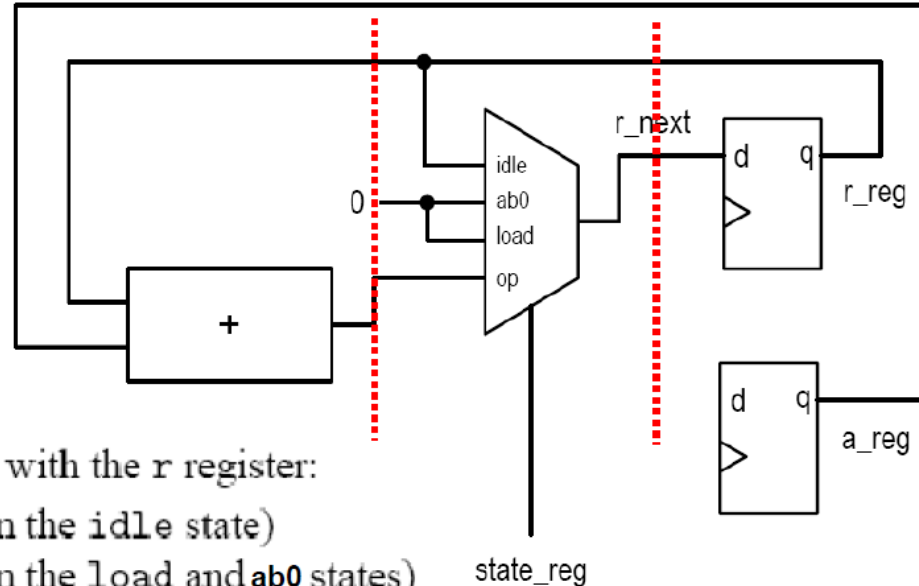 r_next
idle
d
q
0
ab0
r_reg
load
op
+
d
q
a_reg
with the r register:
n the idle state)
n the load and ab0 states)
state_reg